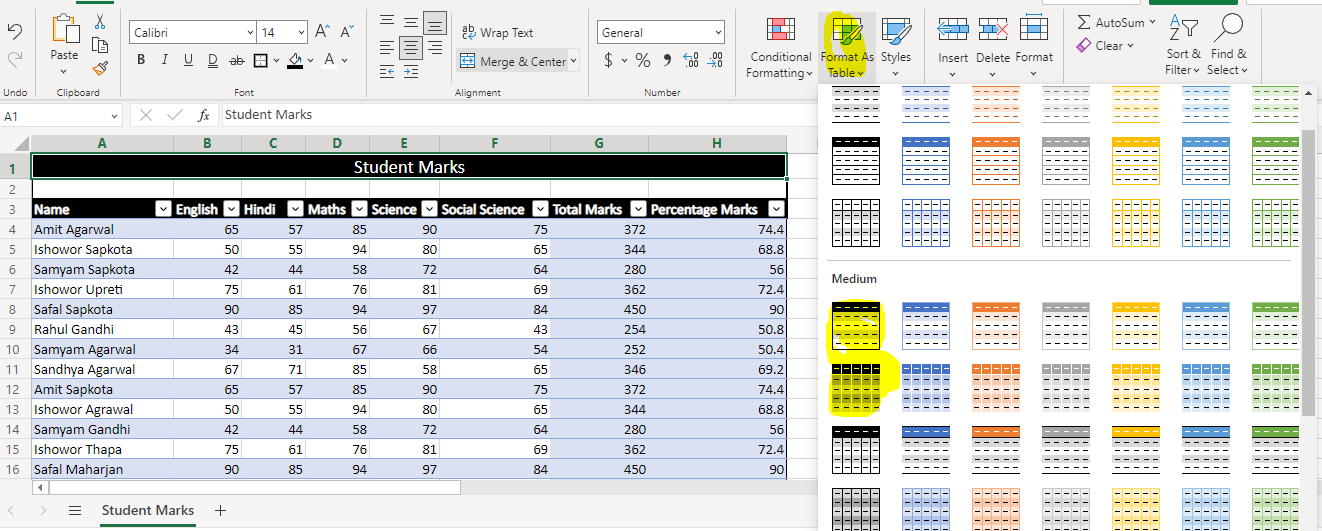 Calibri 14 A A Wrap Text General AutoSum
Paste Clear
B I U D ab A Merge & Center $ % Conditional Format As Styles Insert Delete Format Sort & Find &
Formatting Table Filter Select
Undo Clipboard Font Alignment Number
A1 fx Student Marks
A B C D E F G H
1 Student Marks
2
3 Name English Hindi Maths Science Social Science Total Marks Percentage Marks
4 Amit Agarwal 65 57 85 90 75 372 74.4
5 Ishowor Sapkota 50 55 94 80 65 344 68.8
6 Samyam Sapkota 42 44 58 72 64 280 56
7 Ishowor Upreti 75 61 76 81 69 362 72.4
8 Safal Sapkota 90 85 94 97 84 450 90
9 Rahul Gandhi 43 45 56 67 43 254 50.8
10 Samyam Agarwal 34 31 67 66 54 252 50.4
11 Sandhya Agarwal 67 71 85 58 65 346 69.2
12 Amit Sapkota 65 57 85 90 75 372 74.4
13 Ishowor Agrawal 50 55 94 80 65 344 68.8
14 Samyam Gandhi 42 44 58 72 64 280 56
15 Ishowor Thapa 75 61 76 81 69 362 72.4
16 Safal Maharjan 90 85 94 97 84 450 90
Student Marks
Medium